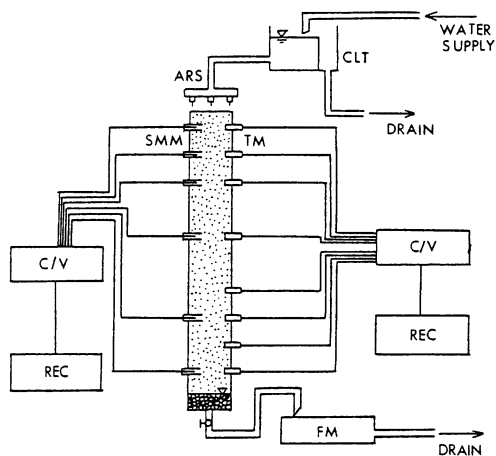 WATER
SUPPLY
CLT
ARS
DRAIN
SMM
TM
C/V
C/V
REC
REC
FM
DRAIN